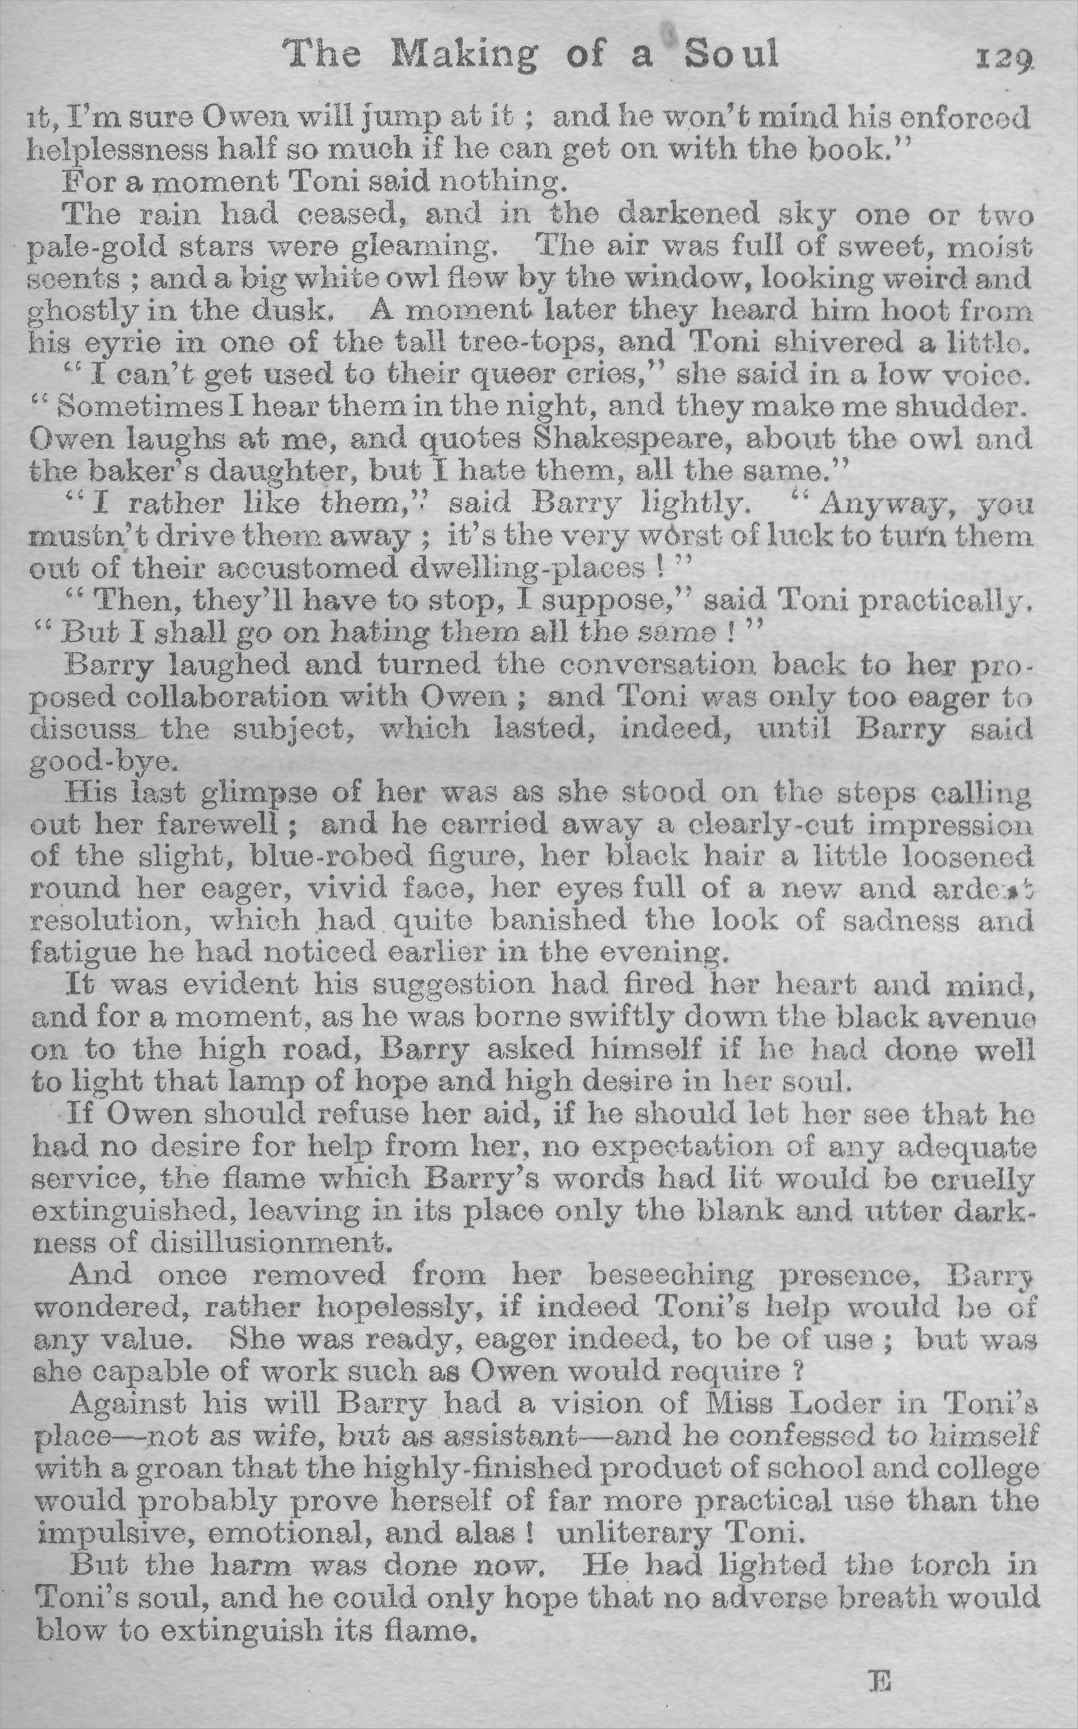 The Making of a Soul 129
it, I'm sure Owen will jump at it ; and he won't mind his enforced
helplessness half so much if he can get on with the book."
For a moment Toni said nothing.
The rain had ceased, and in the darkened sky one or two
pale-gold stars were gleaming. The air was full of sweet, moist
scents ; and a big white owl flew by the window, looking weird and
ghostly in the dusk. A moment later they heard him hoot from
his eyrie in one of the tall tree-tops, and Toni shivered a little.
" I can't get used to their queer cries," she said in a low voice.
" Sometimes I hear them in the night, and they make me shudder.
Owen laughs at me, and quotes Shakespeare, about the owl and
the baker's daughter, but I hate them, all the same."
" I rather like them," said Barry lightly. " Anyway, you
mustn't drive them away ; it's the very worst of luck to turn them
out of their accustomed dwelling-places ! "
" Then, they'll have to stop, I suppose," said Toni practically.
" But I shall go on hating them all the same ! "
Barry laughed and turned the conversation back to her pro-
posed collaboration with Owen ; and Toni was only too eager to
discuss the subject, which lasted, indeed, until Barry said
good-bye.
His last glimpse of her was as she stood on the steps calling
out her farewell ; and he carried away a clearly-cut impression
of the slight, blue-robed figure, her black hair a little loosened
round her eager, vivid face, her eyes full of a new and ardent
resolution, which had quite banished the look of sadness and
fatigue he had noticed earlier in the evening.
It was evident his suggestion had fired her heart and mind,
and for a moment, as he was borne swiftly down the black avenue
on to the high road, Barry asked himself if he had done well
to light that lamp of hope and high desire in her soul.
If Owen should refuse her aid, if he should let her see that he
had no desire for help from her, no expectation of any adequate
service, the flame which Barry's words had lit would be cruelly
extinguished, leaving in its place only the blank and utter dark-
ness of disillusionment.
And once removed from her beseeching presence, Barry
wondered, rather hopelessly, if indeed Toni's help would be of
any value. She was ready, eager indeed, to be of use ; but was
she capable of work such as Owen would require ?
Against his will Barry had a vision of Miss Loder in Toni's
place—not as wife, but as assistant—and he confessed to himself
with a groan that the highly-finished product of school and college
would probably prove herself of far more practical use than the
impulsive, emotional, and alas ! unliterary Toni.
But the harm was done now. He had lighted the torch in
Toni's soul, and he could only hope that no adverse breath would
blow to extinguish its flame.
E